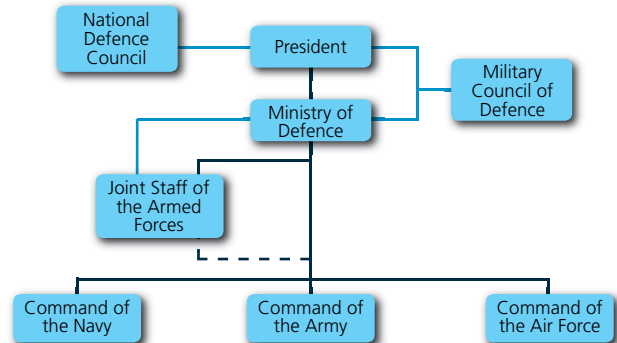 National
Defence
Council
President
Military
Council of
Defence
Ministry of
Defence
Joint Staff of
the Armed
Forces
Command of
the Navy
Command of
the Army
Command of
the Air Force